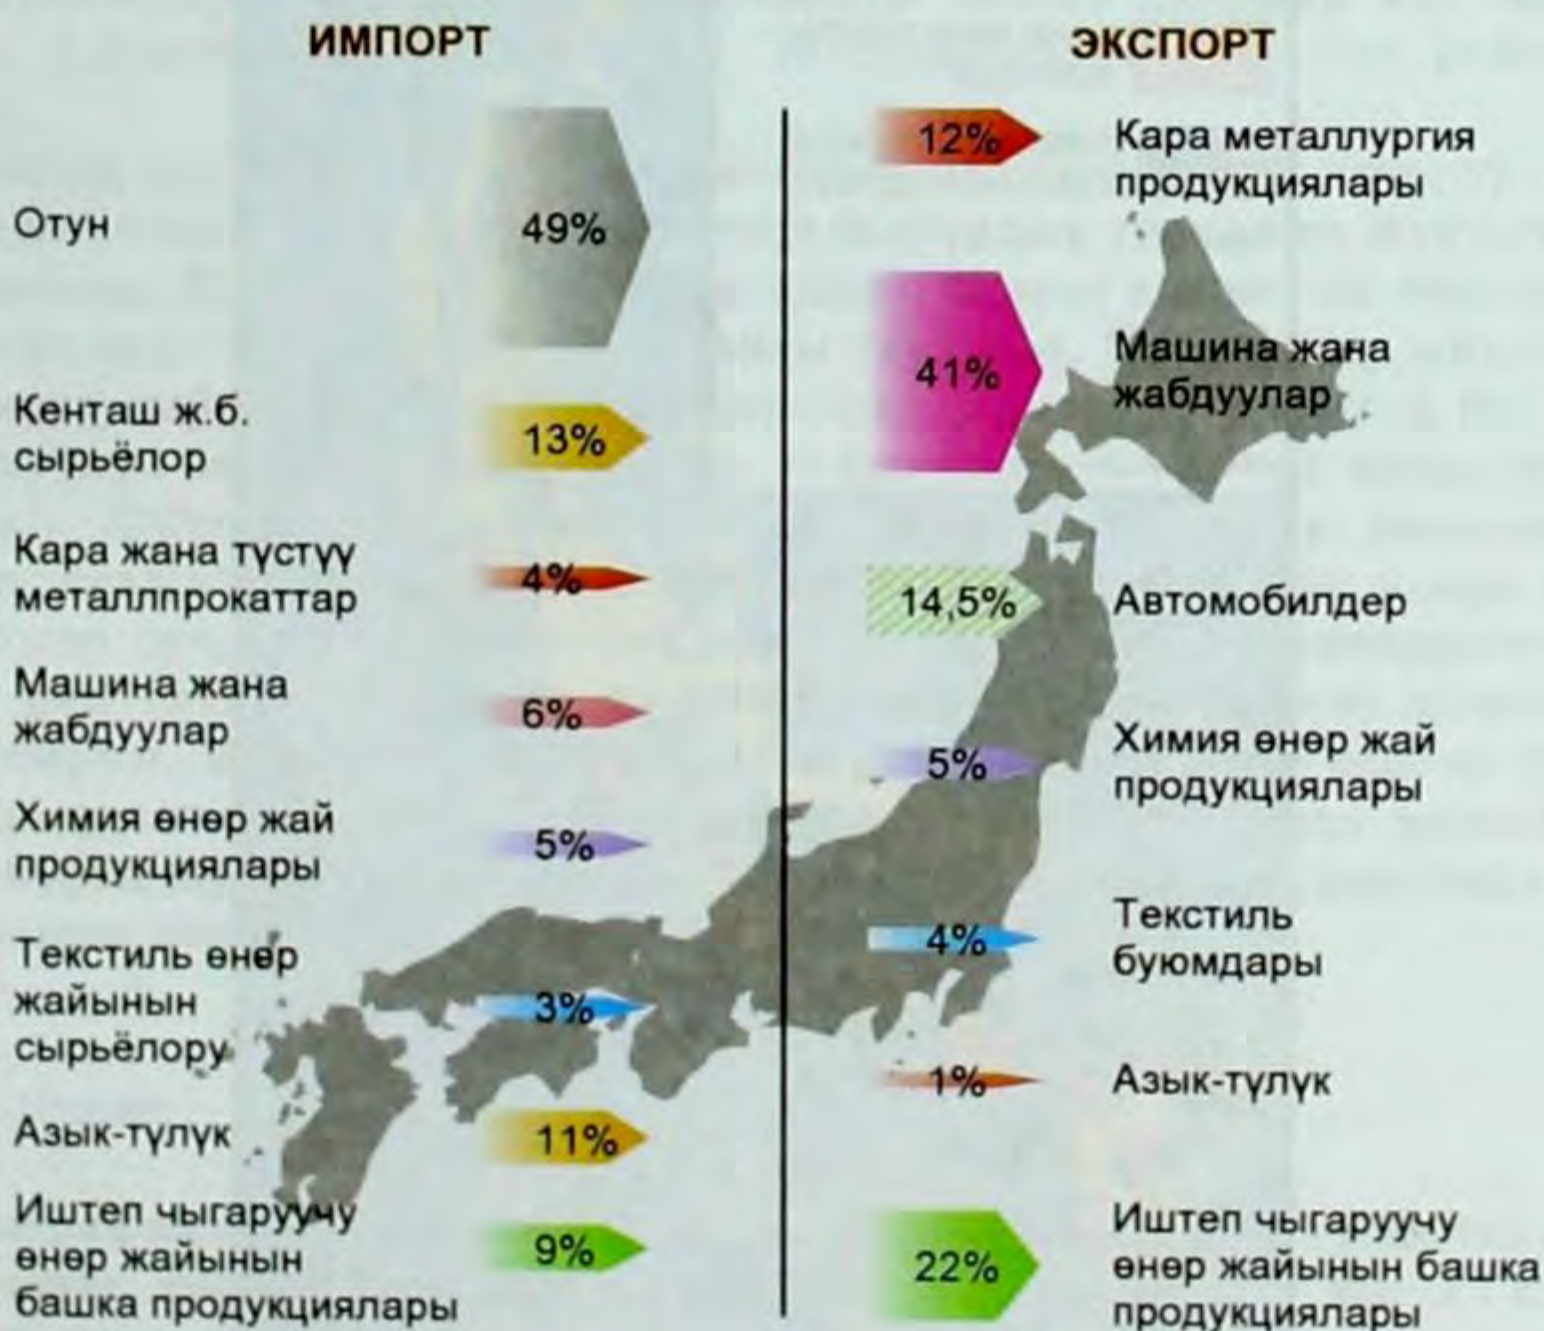 ИМПОРТ
Отун
49%
Кенташ ж.б.
сырьёлор
13%
Кара жана түстүү
металлпрокаттар
4%
Машина жана
жабдуулар
6%
Химия өнөр жай
продукциялары
5%
Текстиль өнөр
жайынын
сырьёлору
3%
Азык-түлүк
11%
Иштеп чыгаруучу
өнөр жайынын
башка продукциялары
9%
ЭКСПОРТ
12%
Кара металлургия
продукциялары
41%
Машина жана
жабдуулар
14,5%
Автомобилдер
5%
Химия өнөр жай
продукциялары
4%
Текстиль
буюмдары
1%
Азык-түлүк
22%
Иштеп чыгаруучу
өнөр жайынын башка
продукциялары